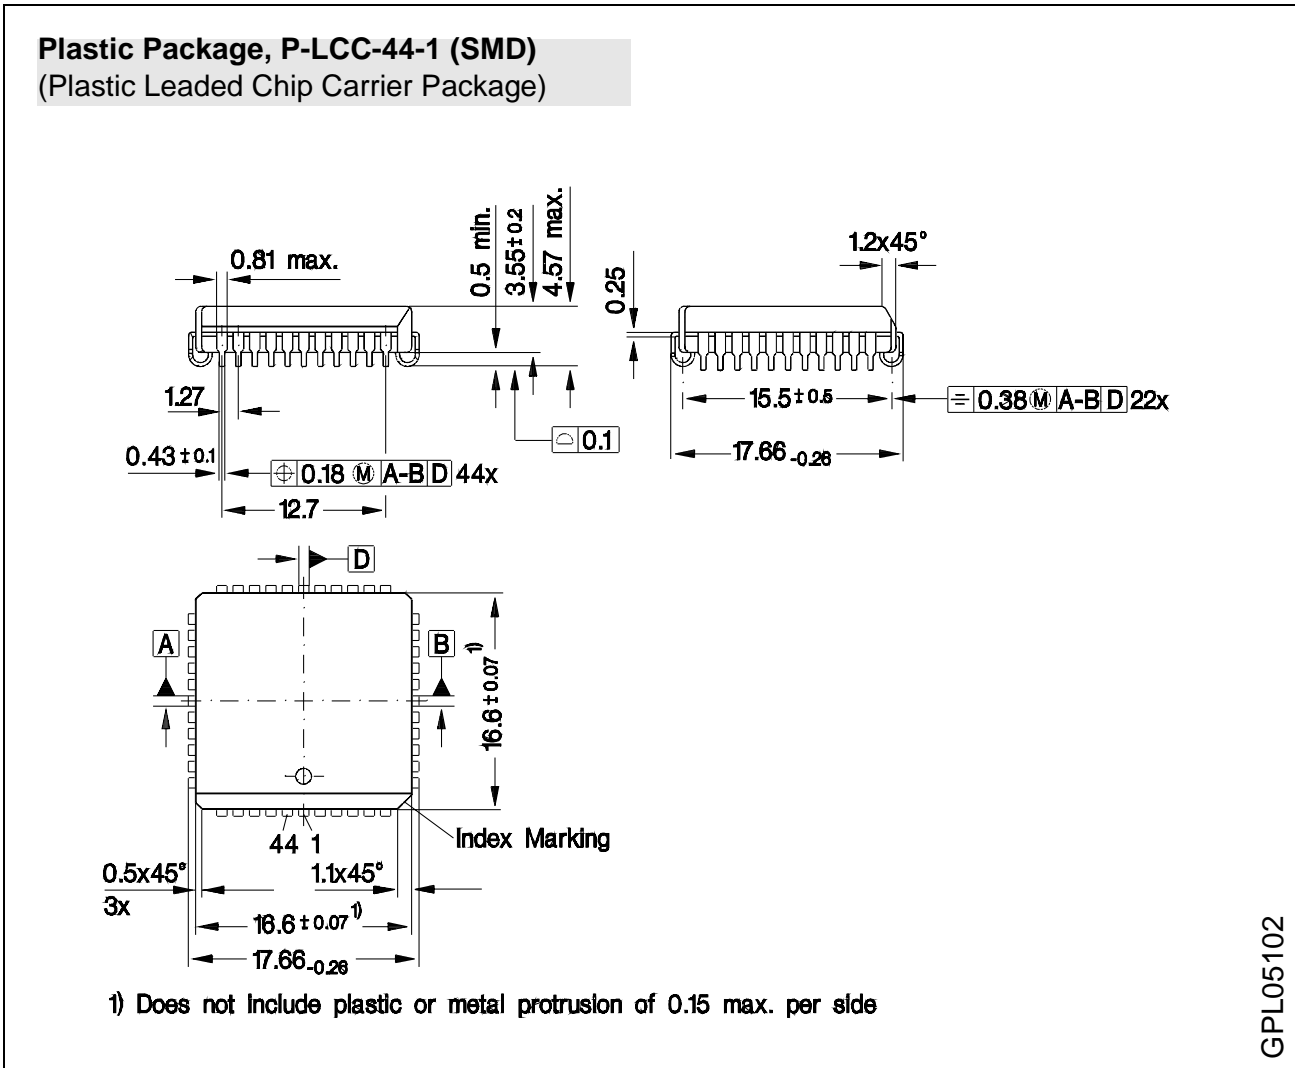 Plastic Package, P-LCC-44-1 (SMD)
(Plastic Leaded Chip Carrier Package)
0.81 max.
0.5 min.
3.55±0.2
4.57 max.
1.27
0.43 ±0.1
0.18 Ⓜ A-B D 44x
12.7
0.1
0.25
1.2x45°
15.5±0.5
0.38 Ⓜ A-B D 22x
17.66 -0.26
D
A
B
16.6±0.07 1)
44 1
Index Marking
0.5x45°
3x
1.1x45°
16.6±0.07 1)
17.66 -0.26
1) Does not include plastic or metal protrusion of 0.15 max. per side
GPL05102